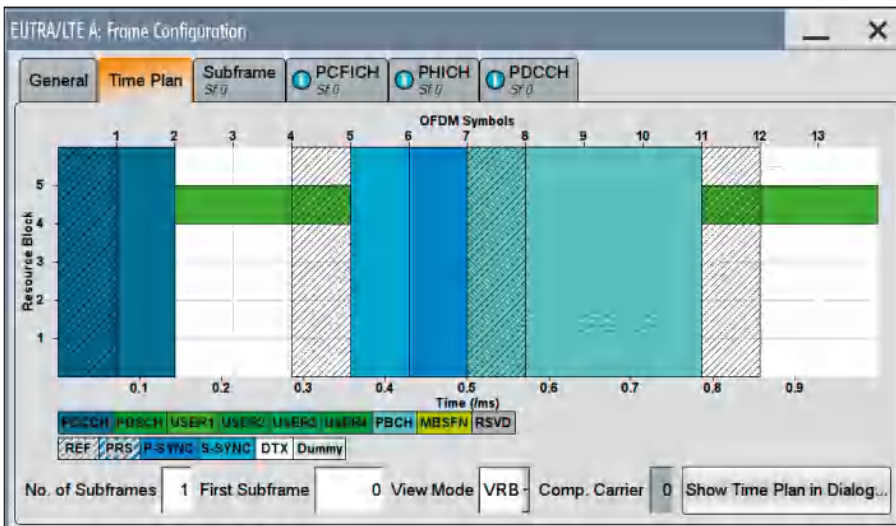 EUTRA/LTE A: Frame Configuration
General
Time Plan
Subframe
Sf 0
PCFICH
Sf 0
PHICH
Sf 0
PDCCH
Sf 0
OFDM Symbols
1 2 3 4 5 6 7 8 9 10 11 12 13
Resource Block
5
4
3
2
1
0.1 0.2 0.3 0.4 0.5 0.6 0.7 0.8 0.9
Time (/ms)
PDCCH PDSCH USER1 USER2 USER3 USER4 PBCH MBSFN RSVD
REF PRS P-SYNC S-SYNC DTX Dummy
No. of Subframes 1 First Subframe 0 View Mode VRB Comp. Carrier 0 Show Time Plan in Dialog...